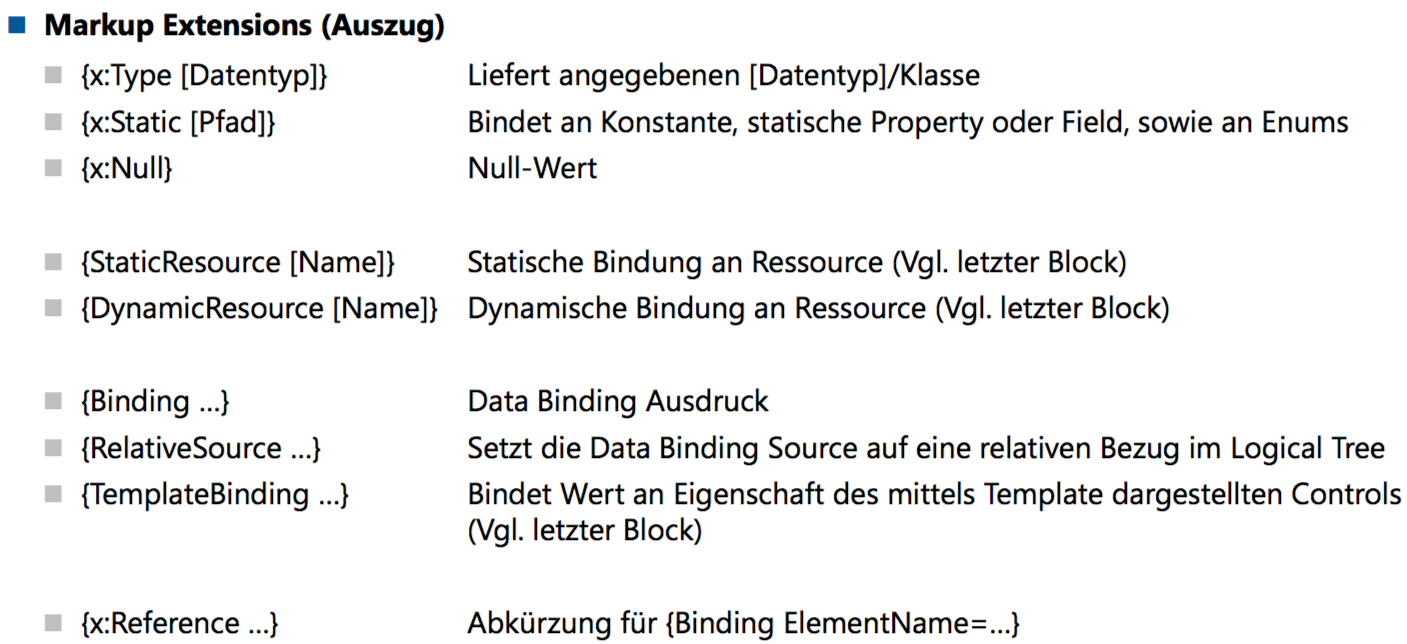 Markup Extensions (Auszug)
{x:Type [Datentyp]} Liefert angegebenen [Datentyp]/Klasse
{x:Static [Pfad]} Bindet an Konstante, statische Property oder Field, sowie an Enums
{x:Null} Null-Wert
{StaticResource [Name]} Statische Bindung an Ressource (Vgl. letzter Block)
{DynamicResource [Name]} Dynamische Bindung an Ressource (Vgl. letzter Block)
{Binding ...} Data Binding Ausdruck
{RelativeSource ...} Setzt die Data Binding Source auf eine relativen Bezug im Logical Tree
{TemplateBinding ...} Bindet Wert an Eigenschaft des mittels Template dargestellten Controls
(Vgl. letzter Block)
{x:Reference ...} Abkürzung für {Binding ElementName=...}